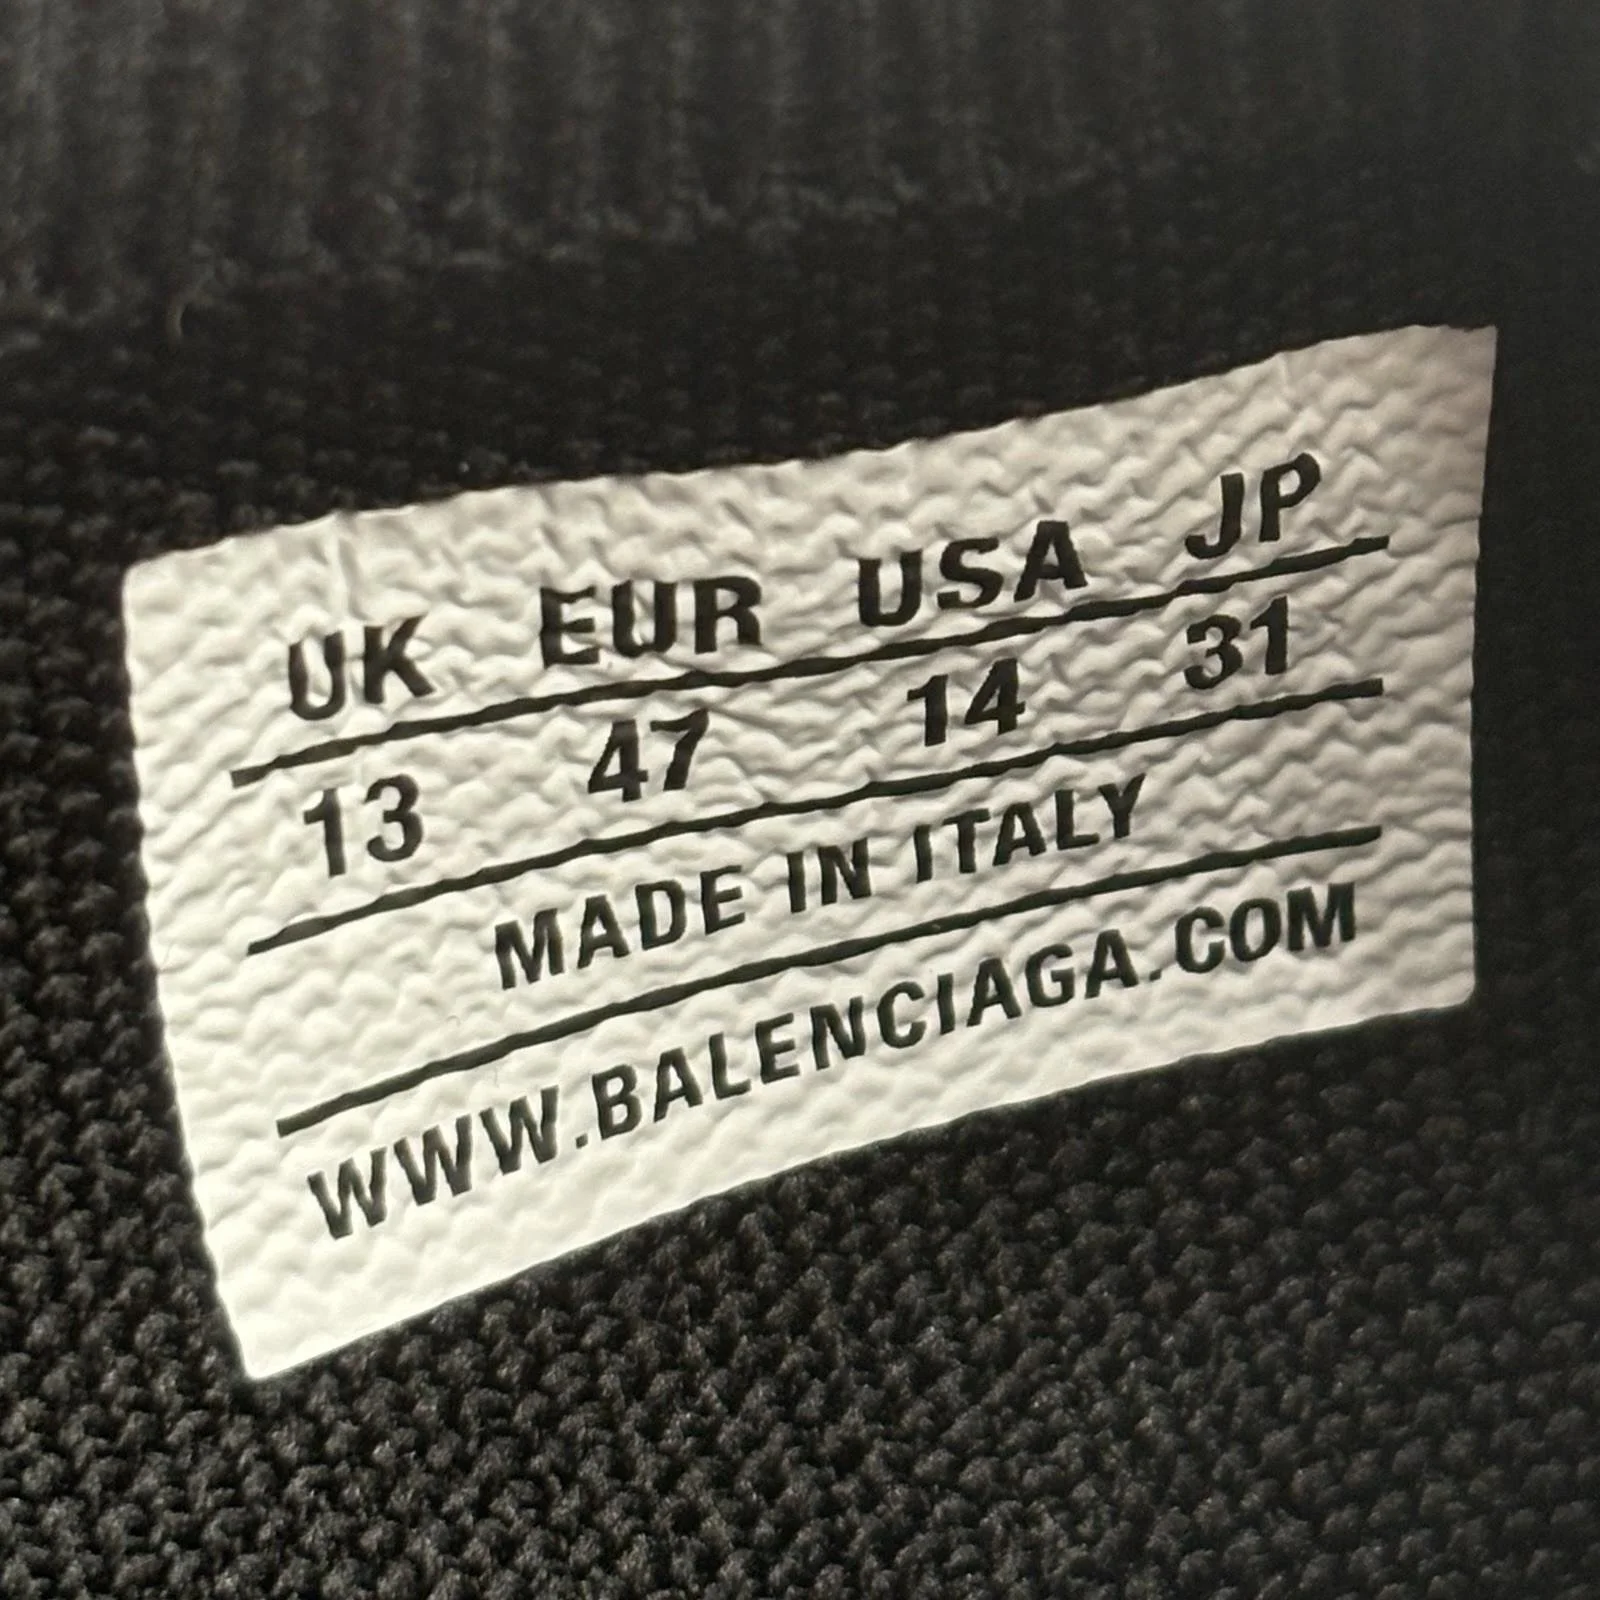 UK EUR USA JP
13 47 14 31
MADE IN ITALY
WWW.BALENCIAGA.COM